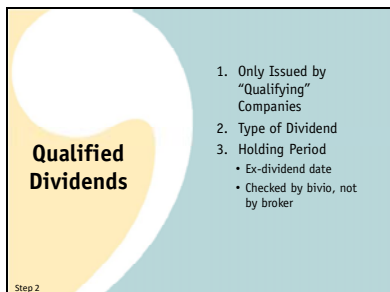 Qualified
Dividends
1. Only Issued by
“Qualifying”
Companies
2. Type of Dividend
3. Holding Period
• Ex-dividend date
• Checked by bivio, not
by broker
Step 2